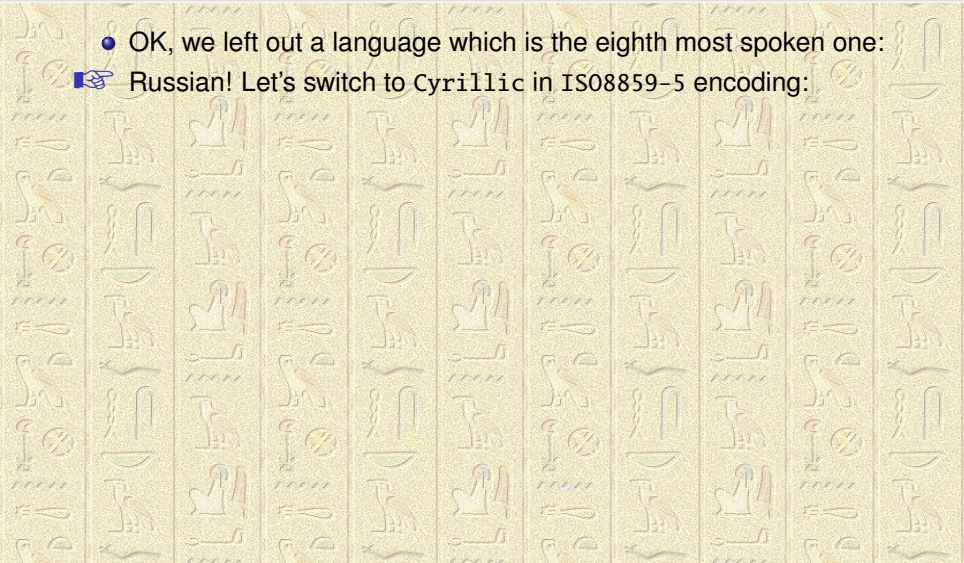 OK, we left out a language which is the eighth most spoken one:
Russian! Let's switch to Cyrillic in ISO8859-5 encoding: